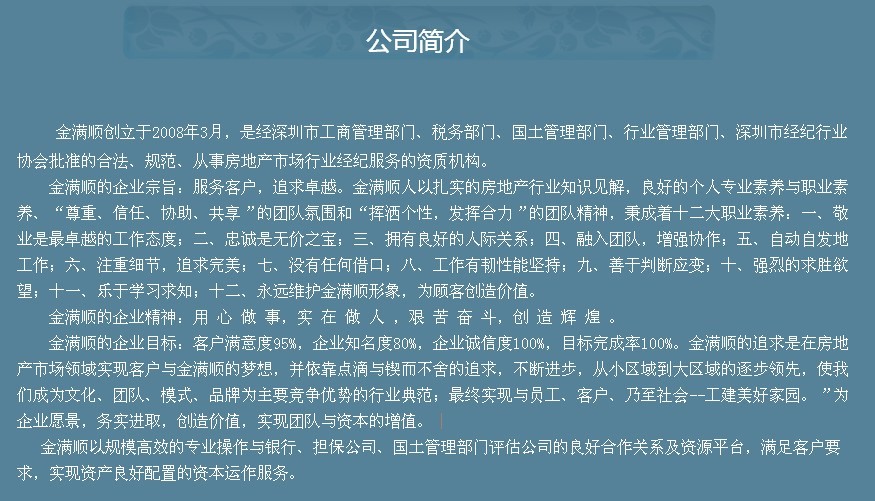 公司简介
金满顺创立于2008年3月，是经深圳市工商管理部门、税务部门、国土管理部门、行业管理部门、深圳市经纪行业
协会批准的合法、规范、从事房地产市场行业经纪服务的资质机构。
金满顺的企业宗旨：服务客户，追求卓越。金满顺人以扎实的房地产行业知识见解，良好的个人专业素养与职业素
养、“尊重、信任、协助、共享”的团队氛围和“挥洒个性，发挥合力”的团队精神，秉成着十二大职业素养：一、敬
业是最卓越的工作态度；二、忠诚是无价之宝；三、拥有良好的人际关系；四、融入团队，增强协作；五、自动自发地
工作；六、注重细节，追求完美；七、没有任何借口；八、工作有韧性能坚持；九、善于判断应变；十、强烈的求胜欲
望；十一、乐于学习求知；十二、永远维护金满顺形象，为顾客创造价值。
金满顺的企业精神：用 心 做 事，实 在 做 人 ，艰 苦 奋 斗，创 造 辉 煌 。
金满顺的企业目标：客户满意度95%，企业知名度80%，企业诚信度100%，目标完成率100%。金满顺的追求是在房地
产市场领域实现客户与金满顺的梦想，并依靠点滴与锲而不舍的追求，不断进步，从小区域到大区域的逐步领先，使我
们成为文化、团队、模式、品牌为主要竞争优势的行业典范；最终实现与员工、客户、乃至社会--工建美好家园。”为
企业愿景，务实进取，创造价值，实现团队与资本的增值。
金满顺以规模高效的专业操作与银行、担保公司、国土管理部门评估公司的良好合作关系及资源平台，满足客户要
求，实现资产良好配置的资本运作服务。